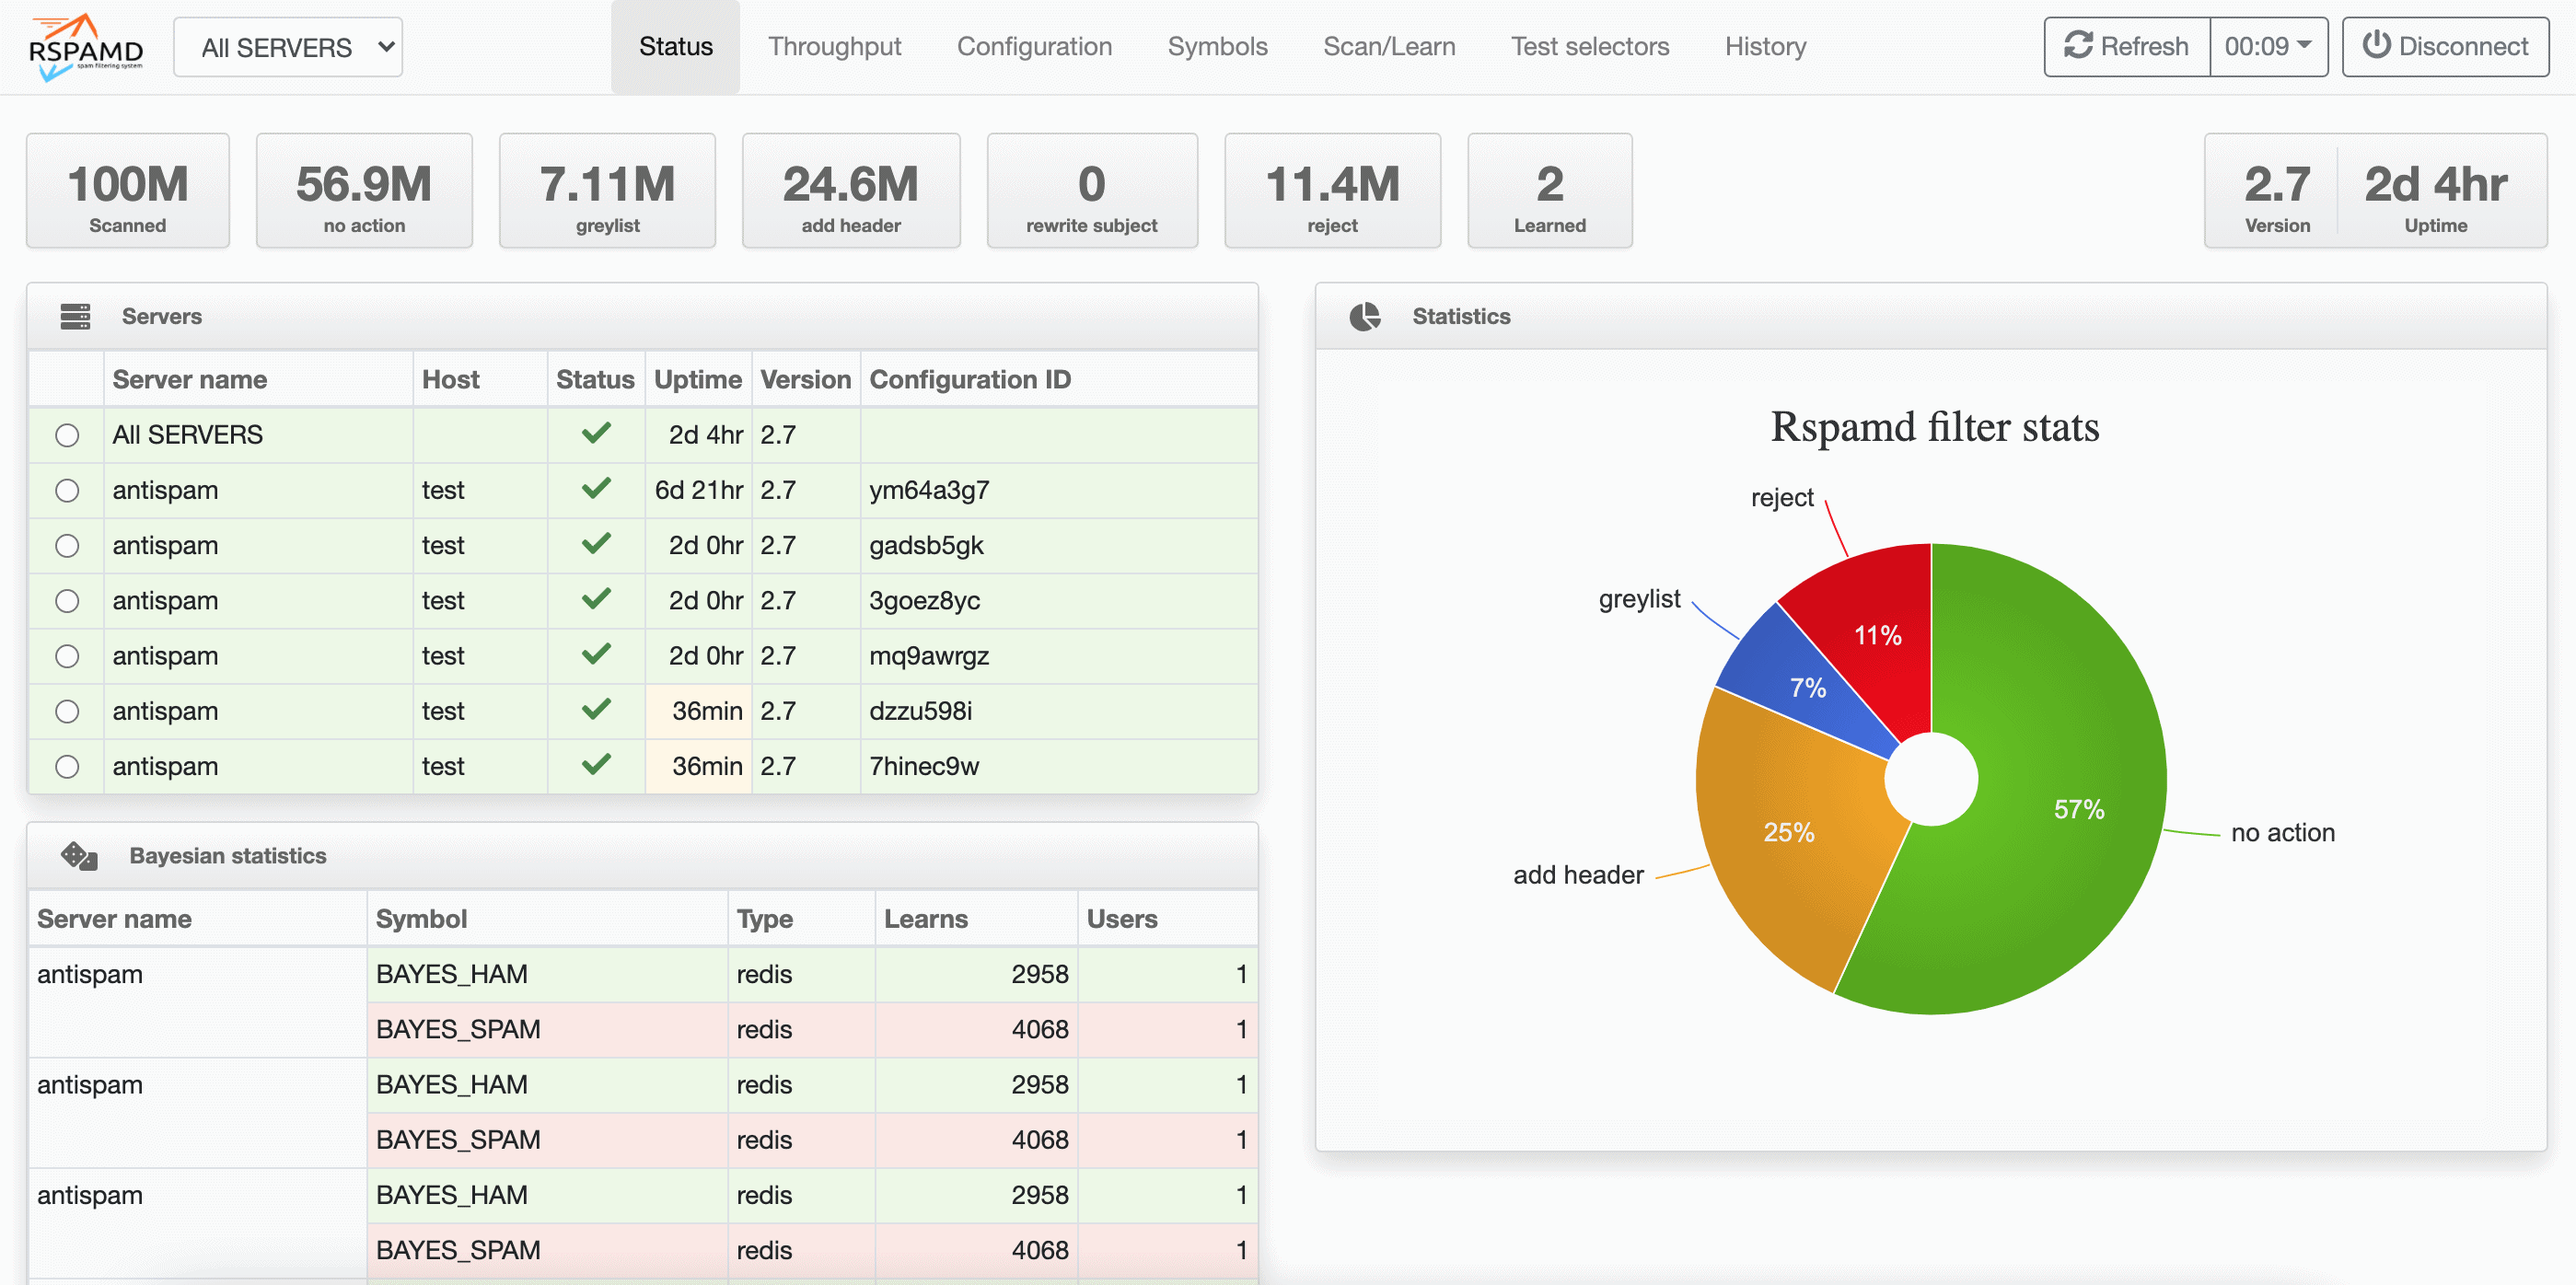 RSPAMD
spam filtering system
All SERVERS
Status Throughput Configuration Symbols Scan/Learn Test selectors History
Refresh 00:09 Disconnect
100M 56.9M 7.11M 24.6M 0 11.4M 2 2.7 2d 4hr
Scanned no action greylist add header rewrite subject reject Learned Version Uptime
Servers
Server name Host Status Uptime Version Configuration ID
All SERVERS 2d 4hr 2.7
antispam test 6d 21hr 2.7 ym64a3g7
antispam test 2d 0hr 2.7 gadsb5gk
antispam test 2d 0hr 2.7 3goez8yc
antispam test 2d 0hr 2.7 mq9awrgz
antispam test 36min 2.7 dzzu598i
antispam test 36min 2.7 7hinec9w
Bayesian statistics
Server name Symbol Type Learns Users
antispam BAYES_HAM redis 2958 1
BAYES_SPAM redis 4068 1
antispam BAYES_HAM redis 2958 1
BAYES_SPAM redis 4068 1
antispam BAYES_HAM redis 2958 1
BAYES_SPAM redis 4068 1
Statistics
Rspamd filter stats
reject
greylist
11%
7%
57%
25%
no action
add header